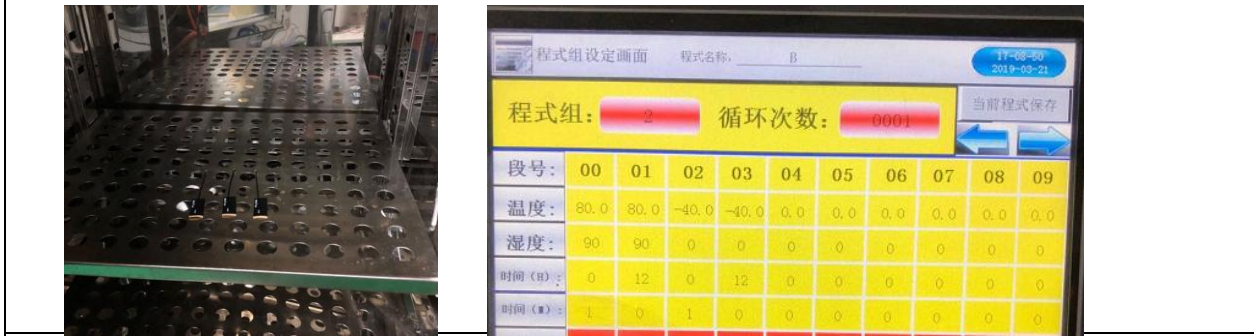 程式组设定画面 程式名称: B 17-08-50
2019-03-21
程式组: 2 循环次数: 0001 当前程式保存
段号: 00 01 02 03 04 05 06 07 08 09
温度: 80.0 80.0 -40.0 -40.0 0.0 0.0 0.0 0.0 0.0 0.0
湿度: 90 90 0 0 0 0 0 0 0 0
时间(H): 0 12 0 12 0 0 0 0 0 0
时间(M): 1 0 1 0 0 0 0 0 0 0